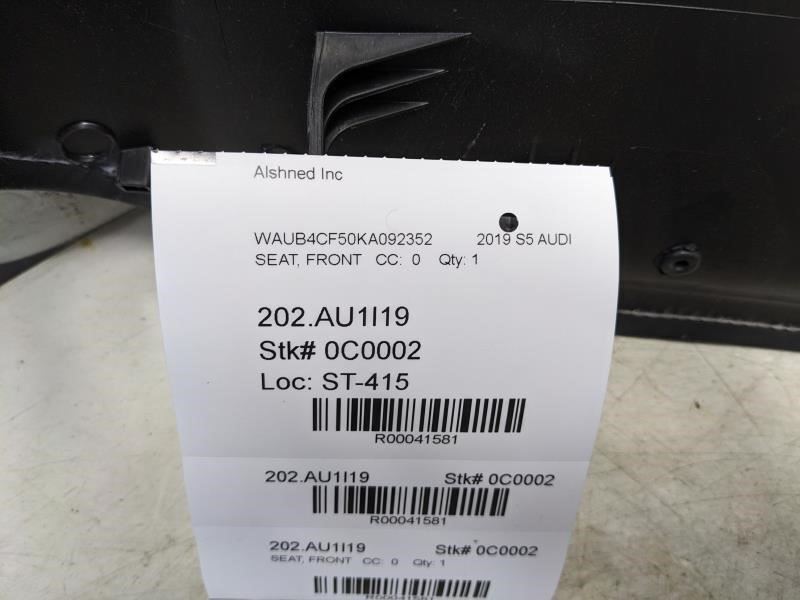 Alshned Inc
WAUB4CF50KA092352 2019 S5 AUDI
SEAT, FRONT CC: 0 Qty: 1
202.AU1I19
Stk# 0C0002
Loc: ST-415
R00041581
202.AU1I19 Stk# 0C0002
R00041581
202.AU1I19 Stk# 0C0002
SEAT, FRONT CC: 0 Qty: 1
R00041581